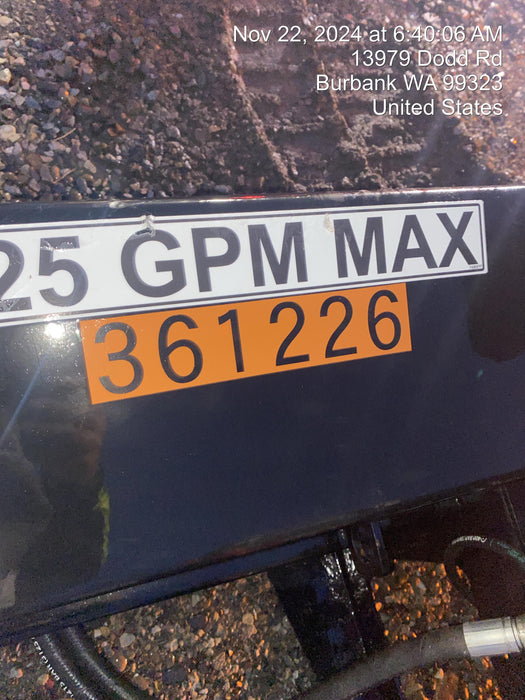 Nov 22, 2024 at 6:40:06 AM
13979 Dodd Rd
Burbank WA 99323
United States
25 GPM MAX
361226